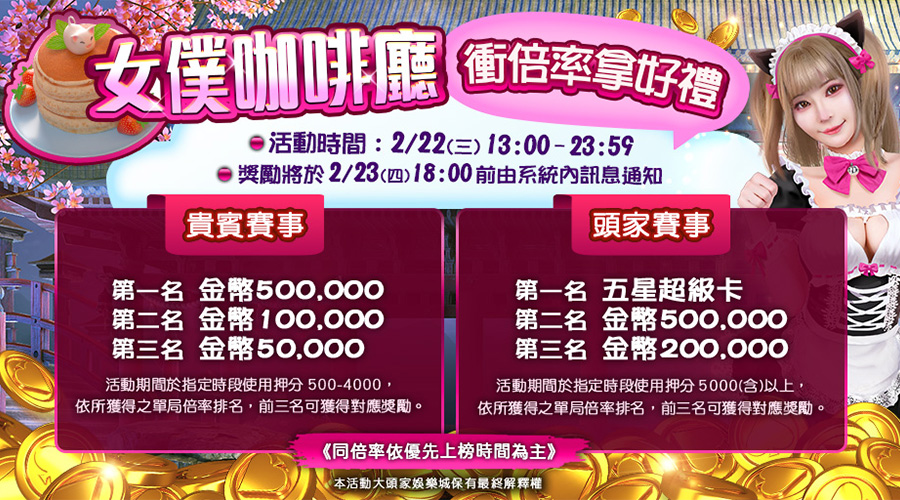 女僕咖啡廳 衝倍率拿好禮
活動時間：2/22(三)13:00-23:59
獎勵將於2/23(四)18:00前由系統內訊息通知
貴賓賽事
第一名 金幣500,000
第二名 金幣100,000
第三名 金幣50,000
活動期間於指定時段使用押分500-4000，
依所獲得之單局倍率排名，前三名可獲得對應獎勵。
頭家賽事
第一名 五星超級卡
第二名 金幣500,000
第三名 金幣200,000
活動期間於指定時段使用押分5000(含)以上，
依所獲得之單局倍率排名，前三名可獲得對應獎勵。
《同倍率依優先上榜時間為主》
本活動大頭家娛樂城保有最終解釋權